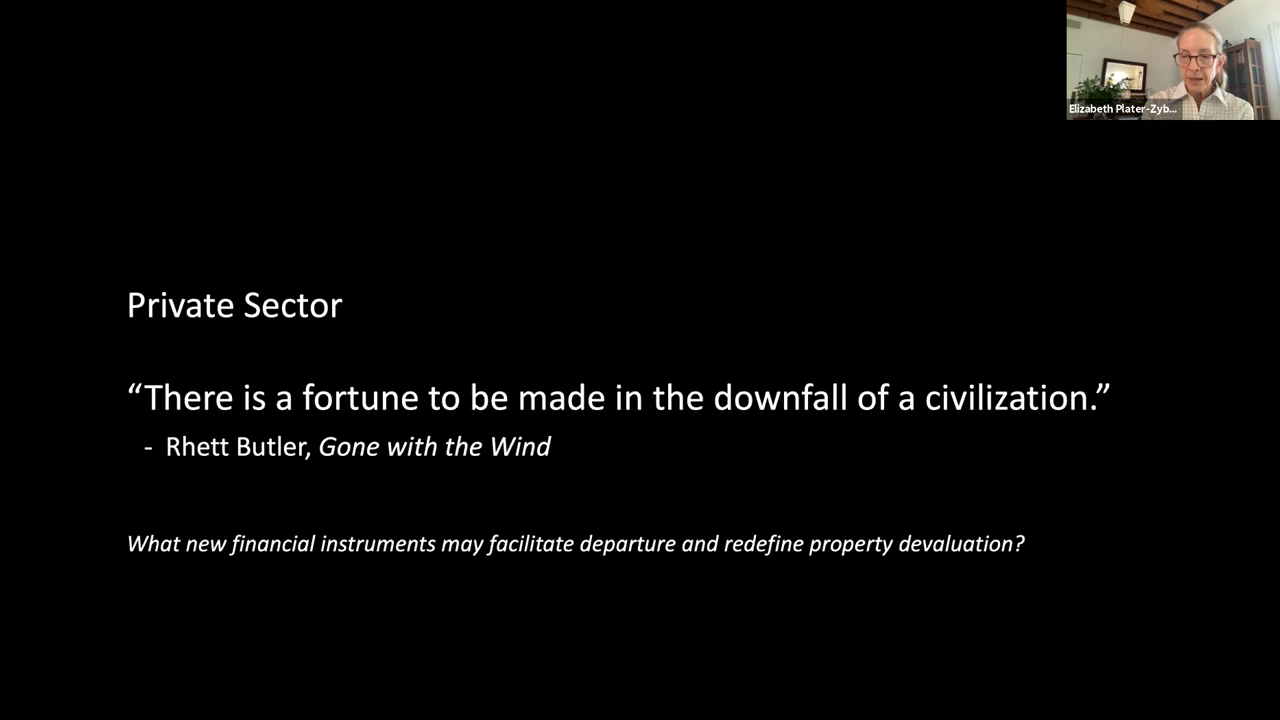 Elizabeth Plater-Zyb...
Private Sector
“There is a fortune to be made in the downfall of a civilization.”
- Rhett Butler, Gone with the Wind
What new financial instruments may facilitate departure and redefine property devaluation?